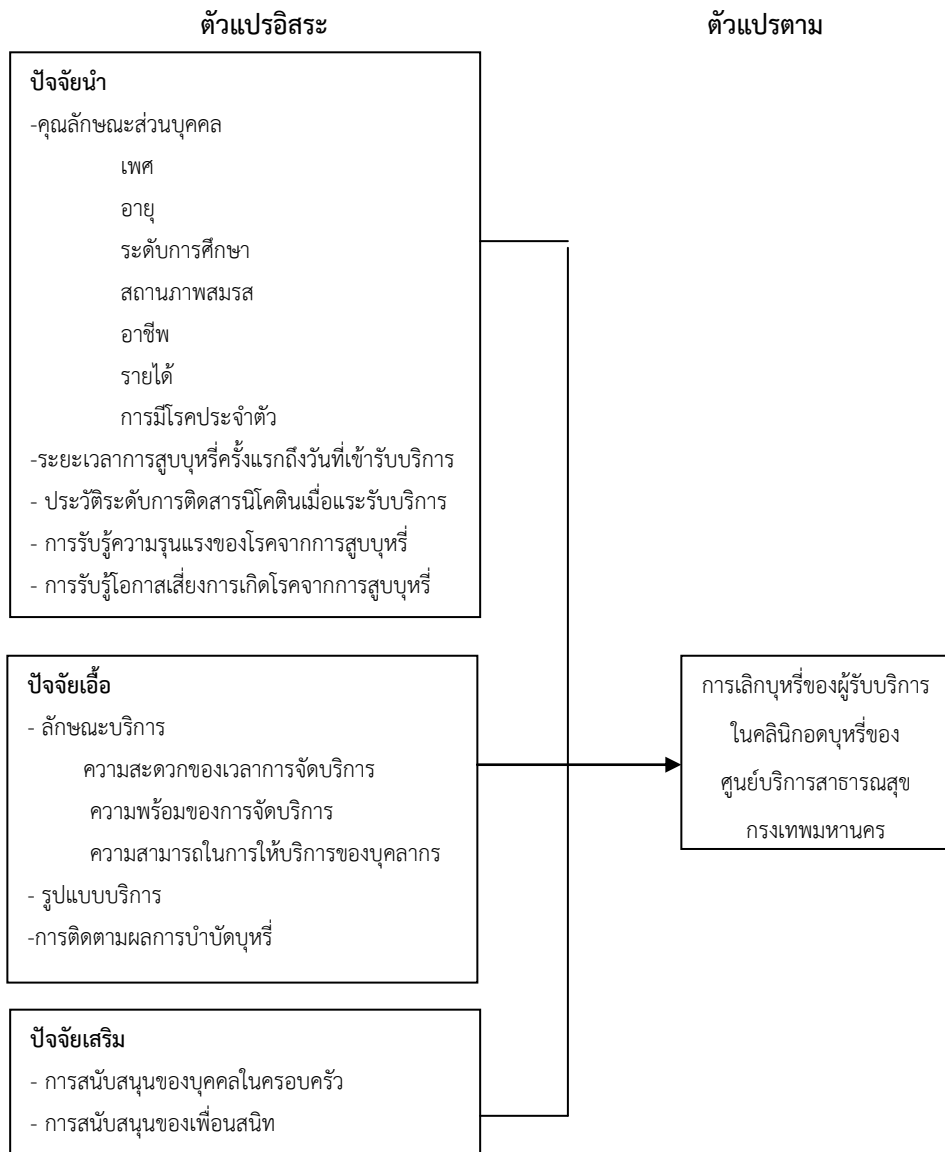 ตัวแปรอิสระ ตัวแปรตาม
ปัจจัยนำ
-คุณลักษณะส่วนบุคคล
เพศ
อายุ
ระดับการศึกษา
สถานภาพสมรส
อาชีพ
รายได้
การมีโรคประจำตัว
-ระยะเวลาการสูบบุหรี่ครั้งแรกถึงวันที่เข้ารับบริการ
- ประวัติระดับการติดสารนิโคตินเมื่อแระรับบริการ
- การรับรู้ความรุนแรงของโรคจากการสูบบุหรี่
- การรับรู้โอกาสเสี่ยงการเกิดโรคจากการสูบบุหรี่
ปัจจัยเอื้อ
- ลักษณะบริการ
ความสะดวกของเวลาการจัดบริการ
ความพร้อมของการจัดบริการ
ความสามารถในการให้บริการของบุคลากร
- รูปแบบบริการ
-การติดตามผลการบำบัดบุหรี่
ปัจจัยเสริม
- การสนับสนุนของบุคคลในครอบครัว
- การสนับสนุนของเพื่อนสนิท
การเลิกบุหรี่ของผู้รับบริการ
ในคลินิกอดบุหรี่ของ
ศูนย์บริการสาธารณสุข
กรุงเทพมหานคร